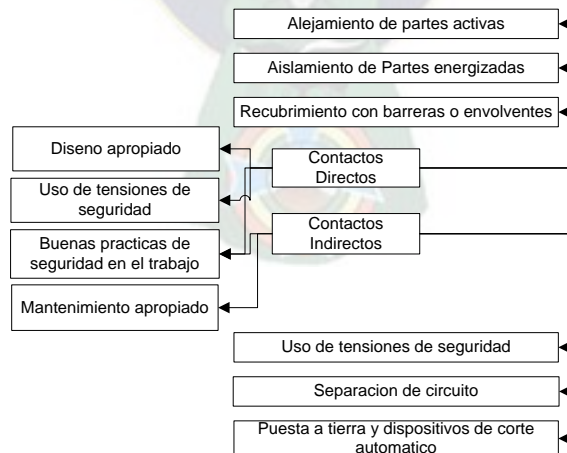 Alejamiento de partes activas
Aislamiento de Partes energizadas
Recubrimiento con barreras o envolventes
Diseno apropiado
Contactos
Directos
Uso de tensiones de
seguridad
Contactos
Indirectos
Buenas practicas de
seguridad en el trabajo
Mantenimiento apropiado
Uso de tensiones de seguridad
Separacion de circuito
Puesta a tierra y dispositivos de corte
automatico